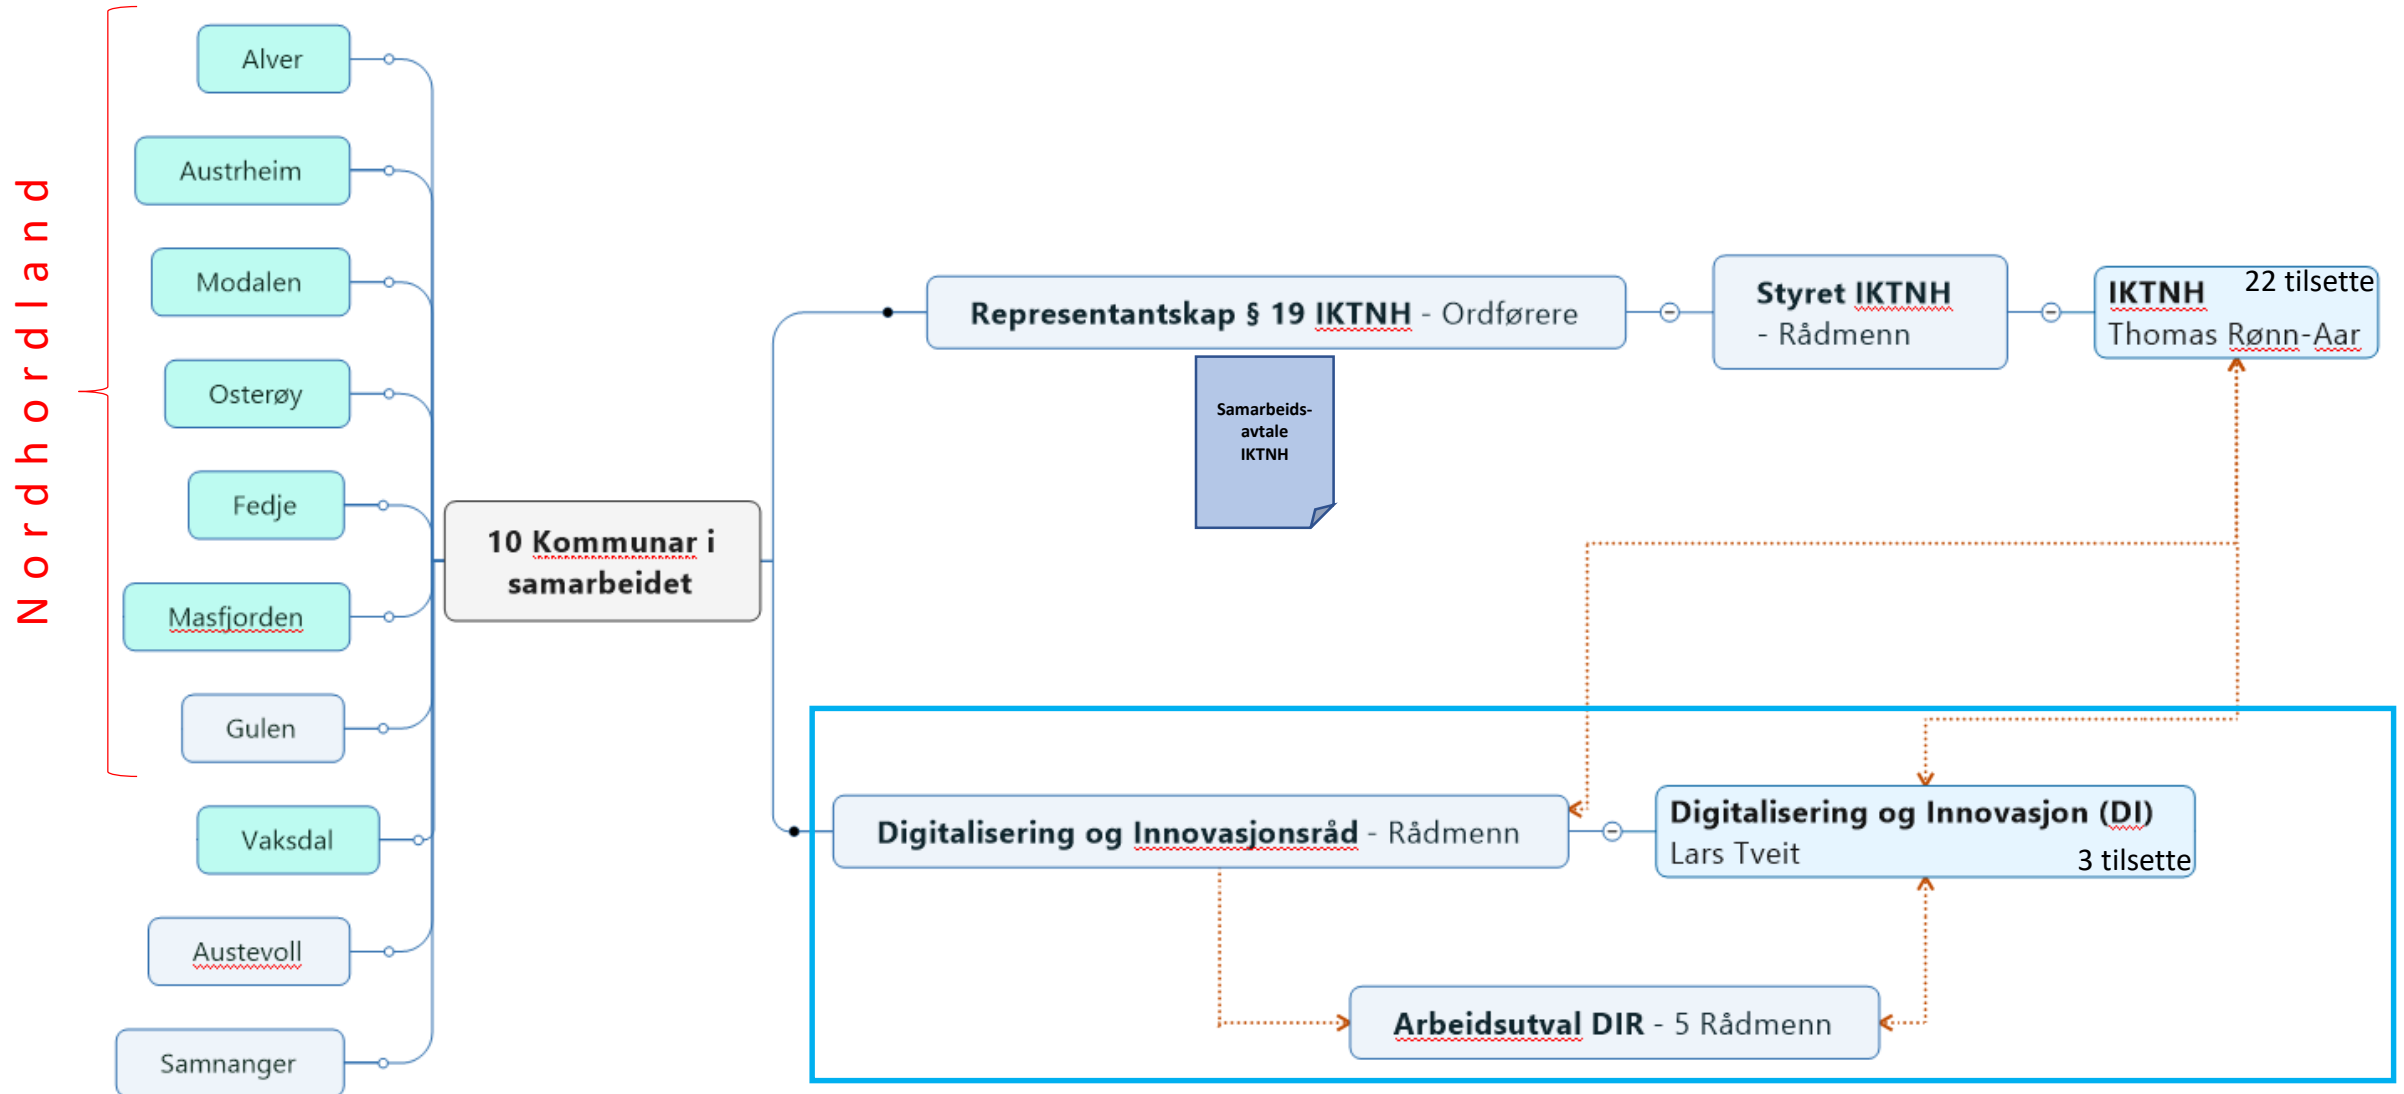 Nordhordland
Alver
Austrheim
Modalen
Osterøy
Fedje
Masfjorden
Gulen
Vaksdal
Austevoll
Samnanger
10 Kommunar i
samarbeidet
Representantskap § 19 IKTNH - Ordførere
Samarbeids-
avtale
IKTNH
Styret IKTNH
- Rådmenn
IKTNH 22 tilsette
Thomas Rønn-Aar
Digitalisering og Innovasjonsråd - Rådmenn
Digitalisering og Innovasjon (DI)
Lars Tveit
3 tilsette
Arbeidsutval DIR - 5 Rådmenn